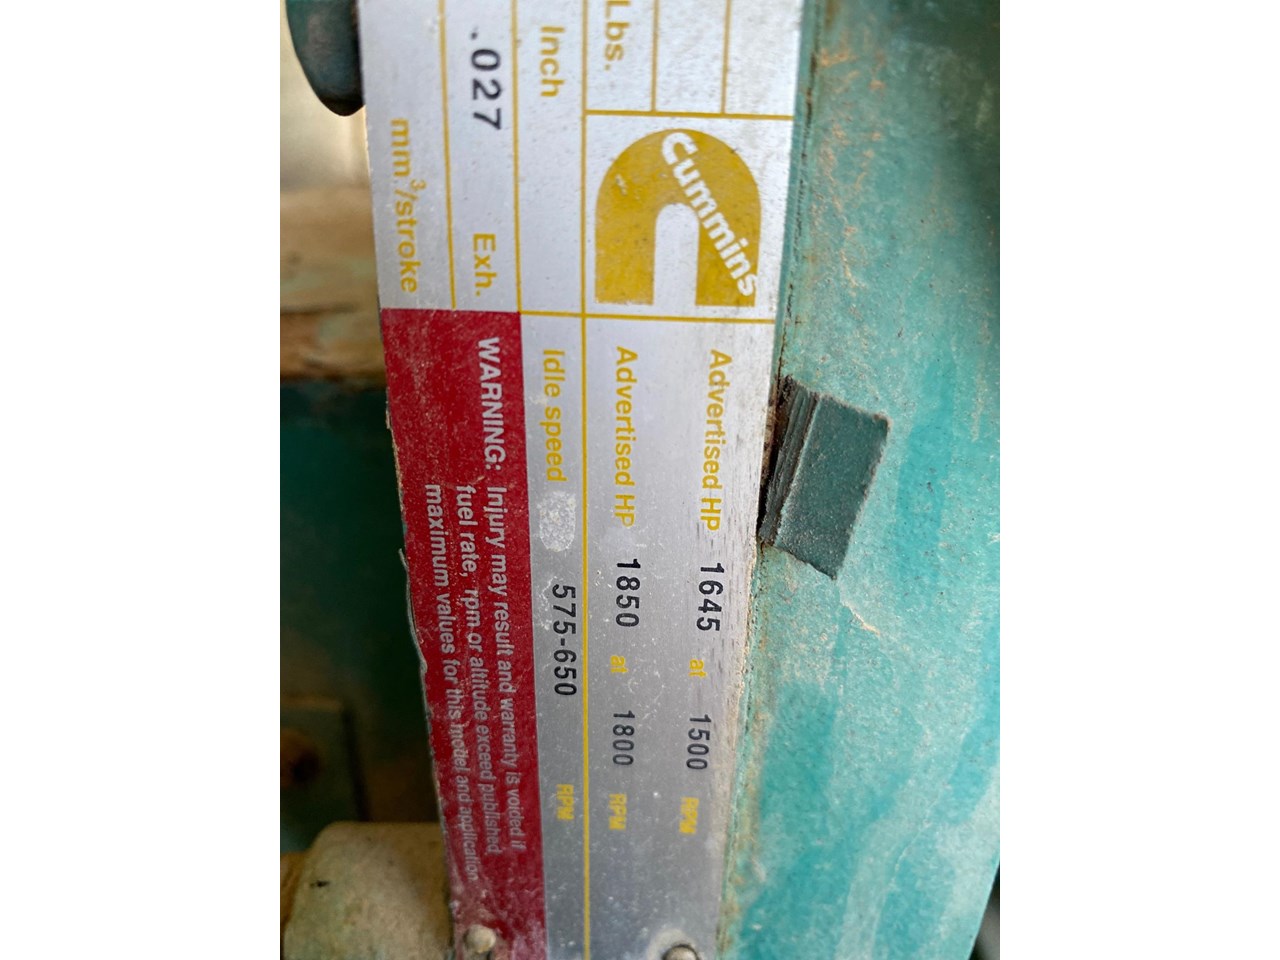 Lbs.
Inch
.027 Exh.
mm³/stroke
Cummins
Advertised HP 1645 at 1500 RPM
Advertised HP 1850 at 1800 RPM
Idle speed 575-650 RPM
WARNING: Injury may result and warranty is voided if
fuel rate, rpm or altitude exceed published
maximum values for this model and application